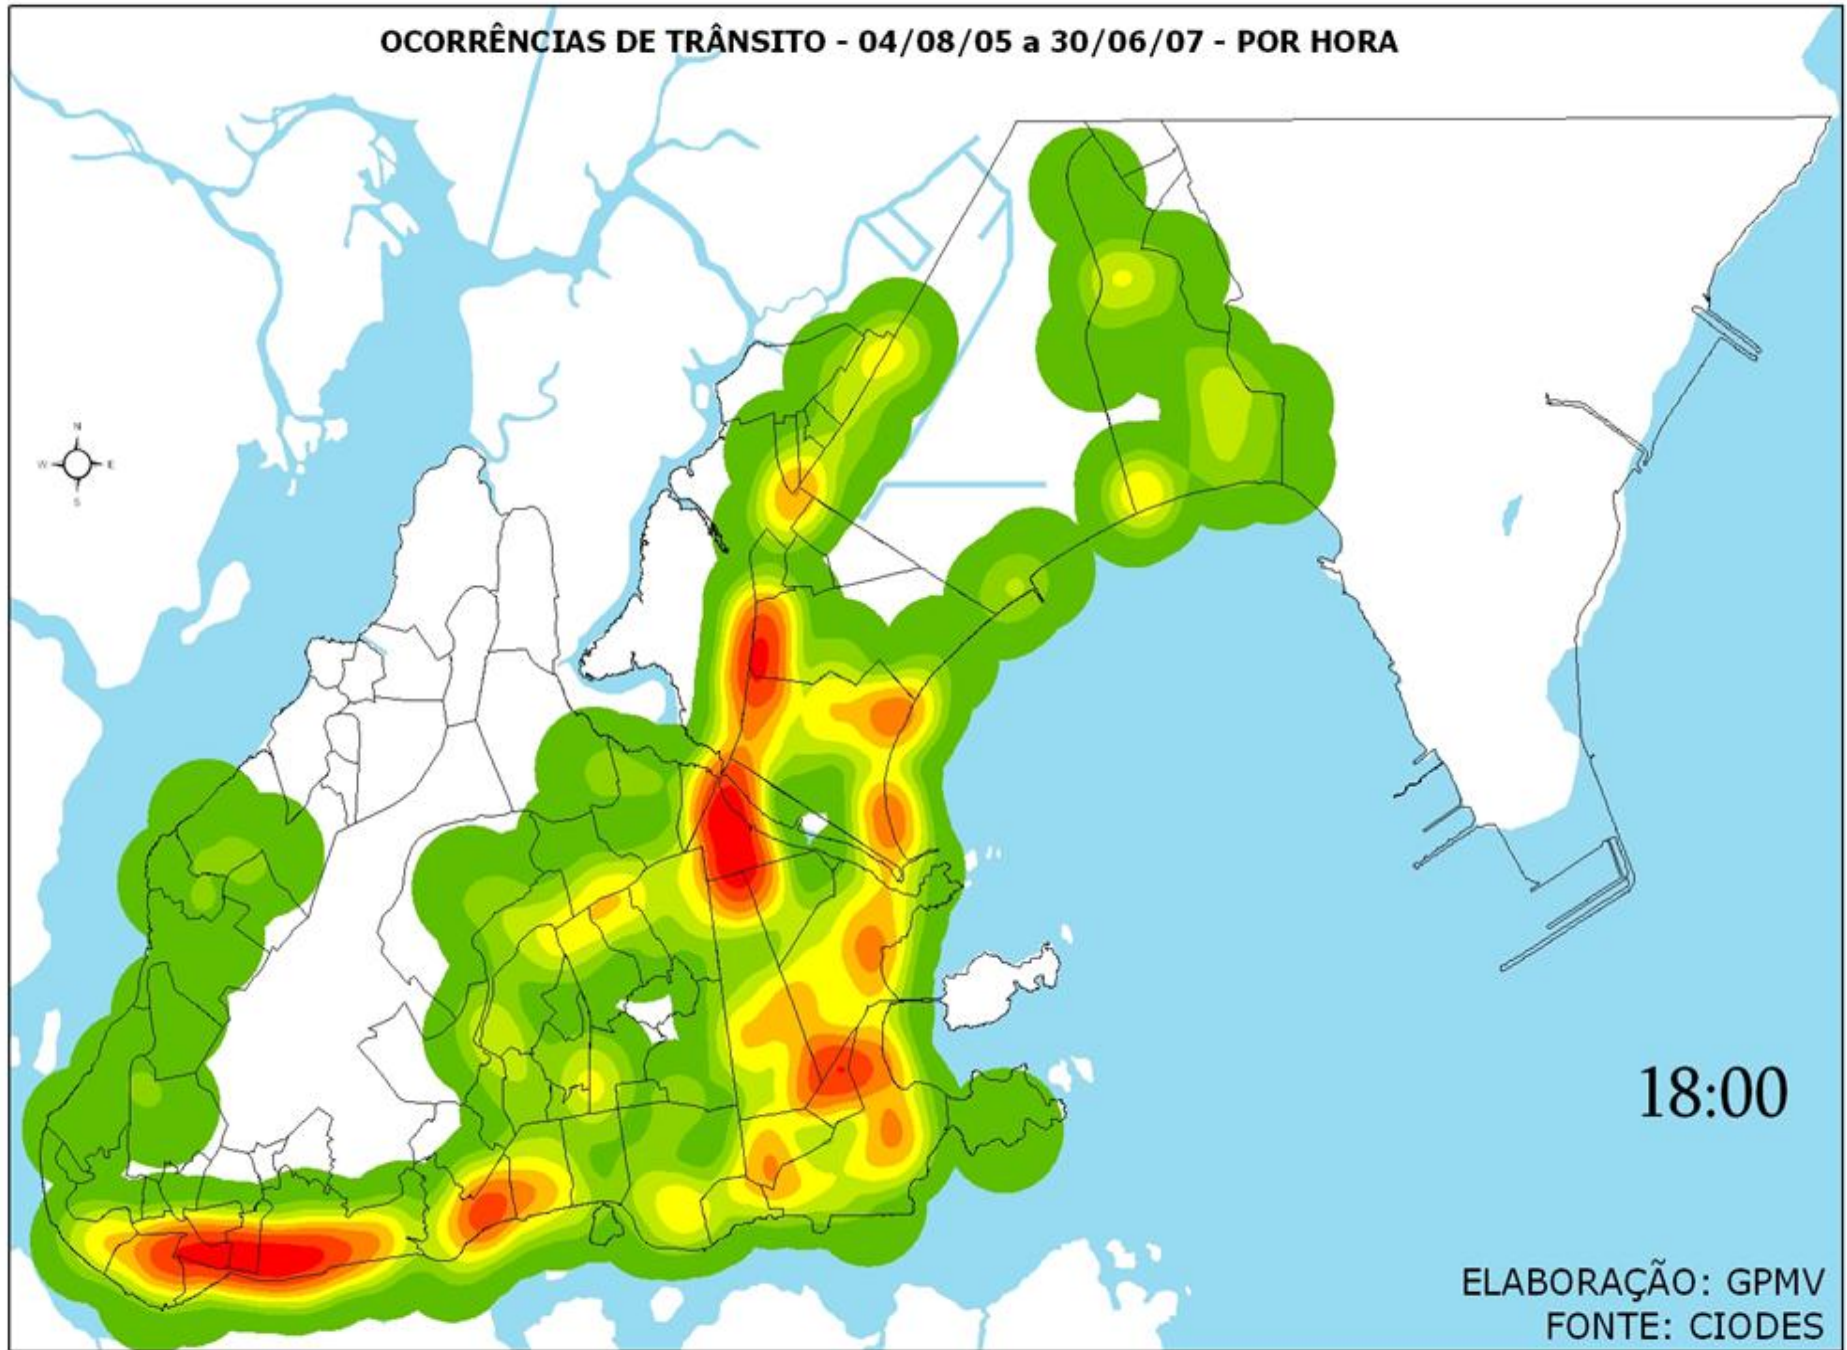 OCORRÊNCIAS DE TRÂNSITO - 04/08/05 a 30/06/07 - POR HORA
N
W E
S
18:00
ELABORAÇÃO: GPMV
FONTE: CIODES